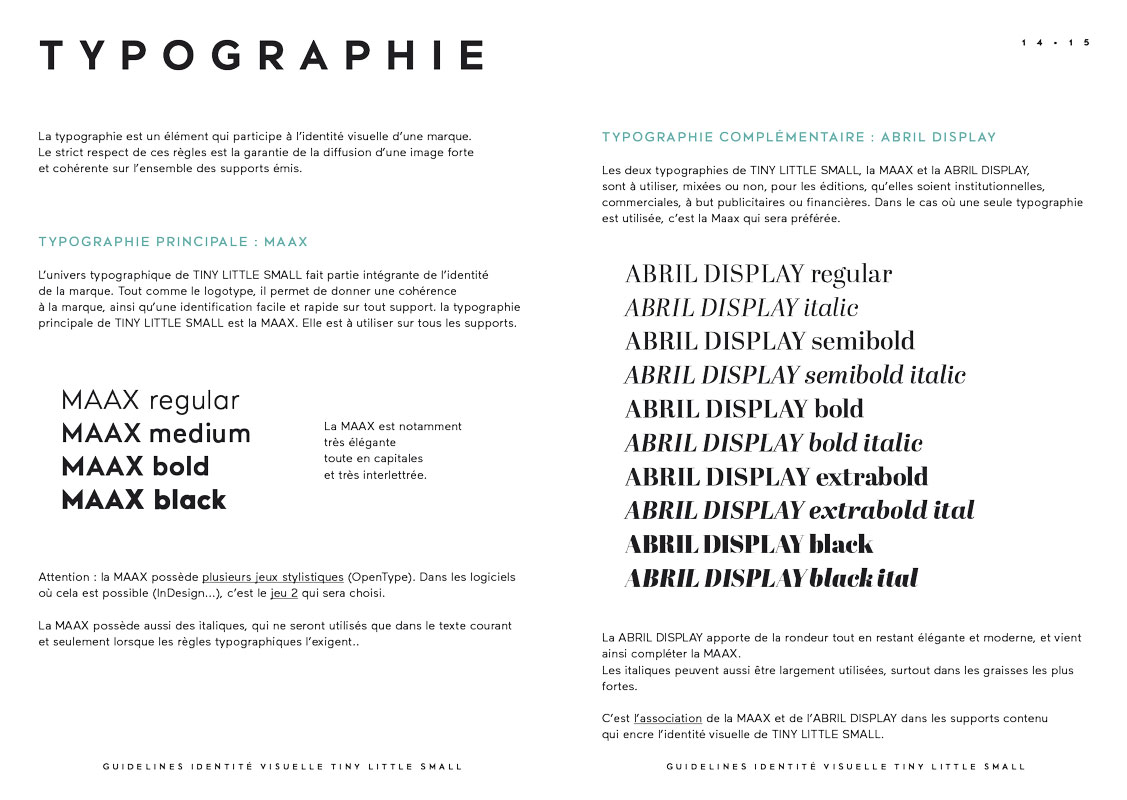 TYPOGRAPHIE
La typographie est un élément qui participe à l'identité visuelle d'une marque.
Le strict respect de ces règles est la garantie de la diffusion d'une image forte
et cohérente sur l'ensemble des supports émis.
TYPOGRAPHIE PRINCIPALE : MAAX
L'univers typographique de TINY LITTLE SMALL fait partie intégrante de l'identité
de la marque. Tout comme le logotype, il permet de donner une cohérence
à la marque, ainsi qu'une identification facile et rapide sur tout support. la typographie
principale de TINY LITTLE SMALL est la MAAX. Elle est à utiliser sur tous les supports.
MAAX regular
MAAX medium
MAAX bold
MAAX black
La MAAX est notamment
très élégante
toute en capitales
et très interlettrée.
Attention : la MAAX possède plusieurs jeux stylistiques (OpenType). Dans les logiciels
où cela est possible (InDesign...), c'est le jeu 2 qui sera choisi.
La MAAX possède aussi des italiques, qui ne seront utilisés que dans le texte courant
et seulement lorsque les règles typographiques l'exigent..
GUIDELINES IDENTITÉ VISUELLE TINY LITTLE SMALL
14 • 15
TYPOGRAPHIE COMPLÉMENTAIRE : ABRIL DISPLAY
Les deux typographies de TINY LITTLE SMALL, la MAAX et la ABRIL DISPLAY,
sont à utiliser, mixées ou non, pour les éditions, qu'elles soient institutionnelles,
commerciales, à but publicitaires ou financières. Dans le cas où une seule typographie
est utilisée, c'est la Maax qui sera préférée.
ABRIL DISPLAY regular
ABRIL DISPLAY italic
ABRIL DISPLAY semibold
ABRIL DISPLAY semibold italic
ABRIL DISPLAY bold
ABRIL DISPLAY bold italic
ABRIL DISPLAY extrabold
ABRIL DISPLAY extrabold ital
ABRIL DISPLAY black
ABRIL DISPLAY black ital
La ABRIL DISPLAY apporte de la rondeur tout en restant élégante et moderne, et vient
ainsi compléter la MAAX.
Les italiques peuvent aussi être largement utilisées, surtout dans les graisses les plus
fortes.
C'est l'association de la MAAX et de l'ABRIL DISPLAY dans les supports contenu
qui encre l'identité visuelle de TINY LITTLE SMALL.
GUIDELINES IDENTITÉ VISUELLE TINY LITTLE SMALL